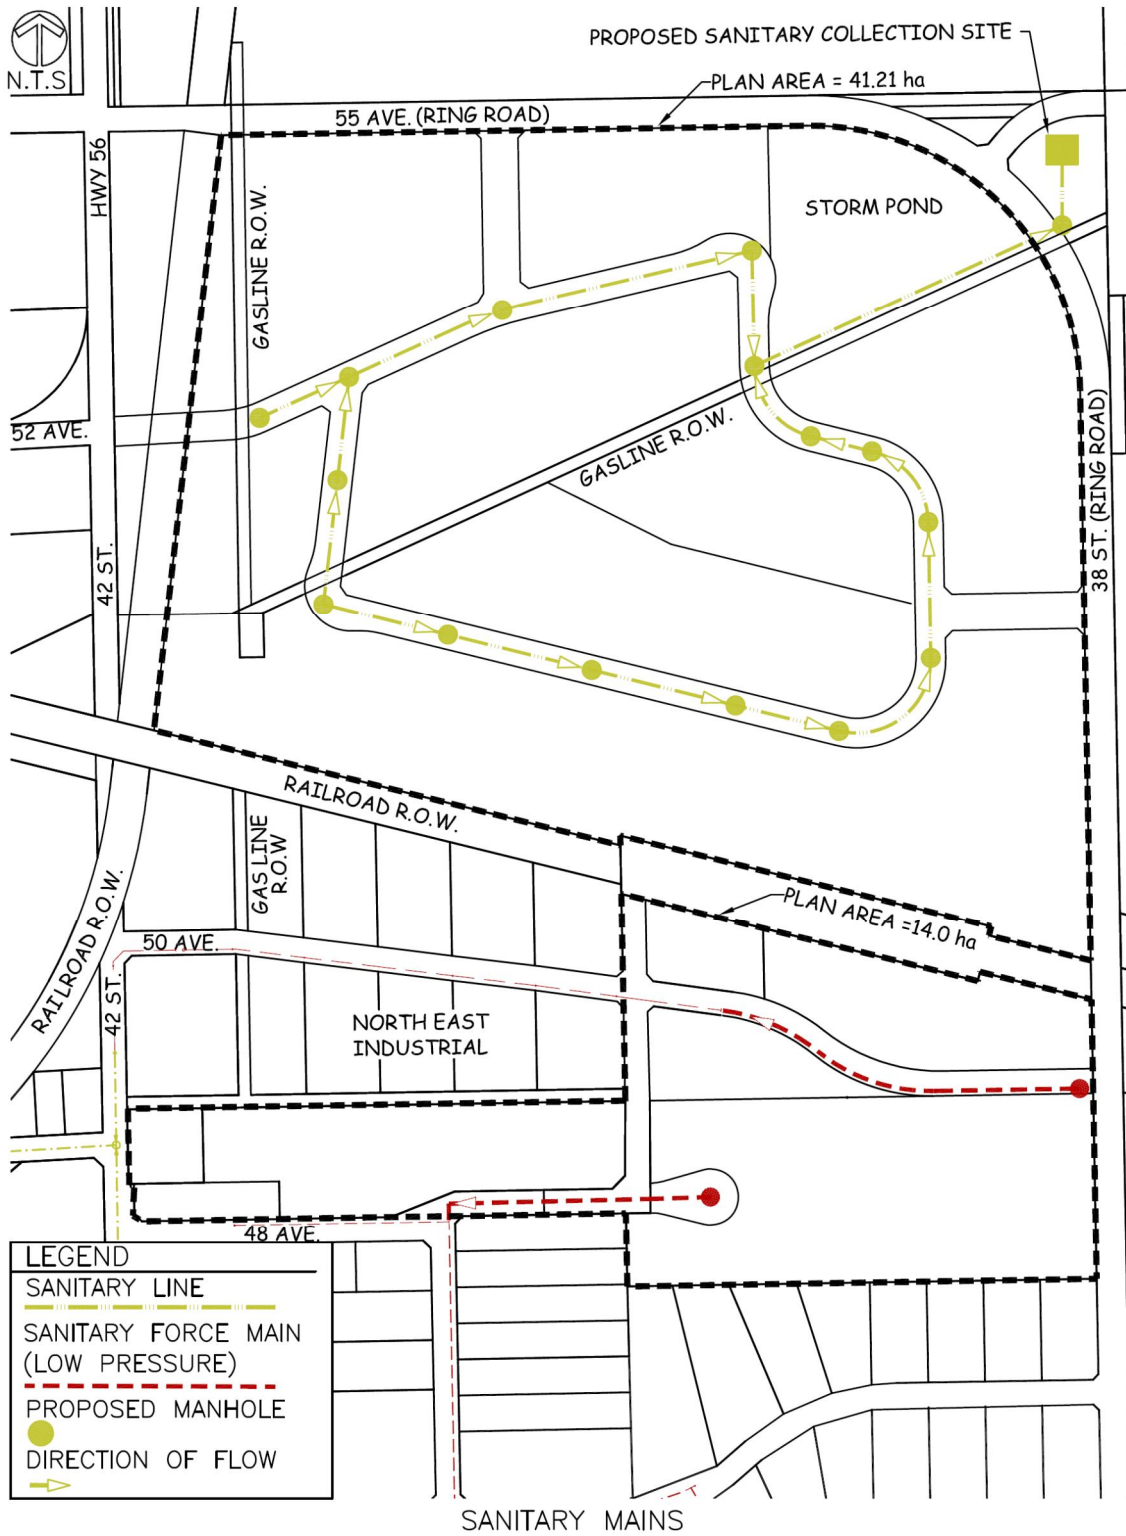 N.T.S
PROPOSED SANITARY COLLECTION SITE
PLAN AREA = 41.21 ha
55 AVE. (RING ROAD)
HWY 56
GASLINE R.O.W.
STORM POND
52 AVE.
GASLINE R.O.W.
38 ST. (RING ROAD)
42 ST.
RAILROAD R.O.W.
GAS LINE
R.O.W
RAILROAD R.O.W.
PLAN AREA =14.0 ha
50 AVE.
42 ST.
NORTH EAST
INDUSTRIAL
48 AVE.
LEGEND
SANITARY LINE
SANITARY FORCE MAIN
(LOW PRESSURE)
PROPOSED MANHOLE
DIRECTION OF FLOW
SANITARY MAINS